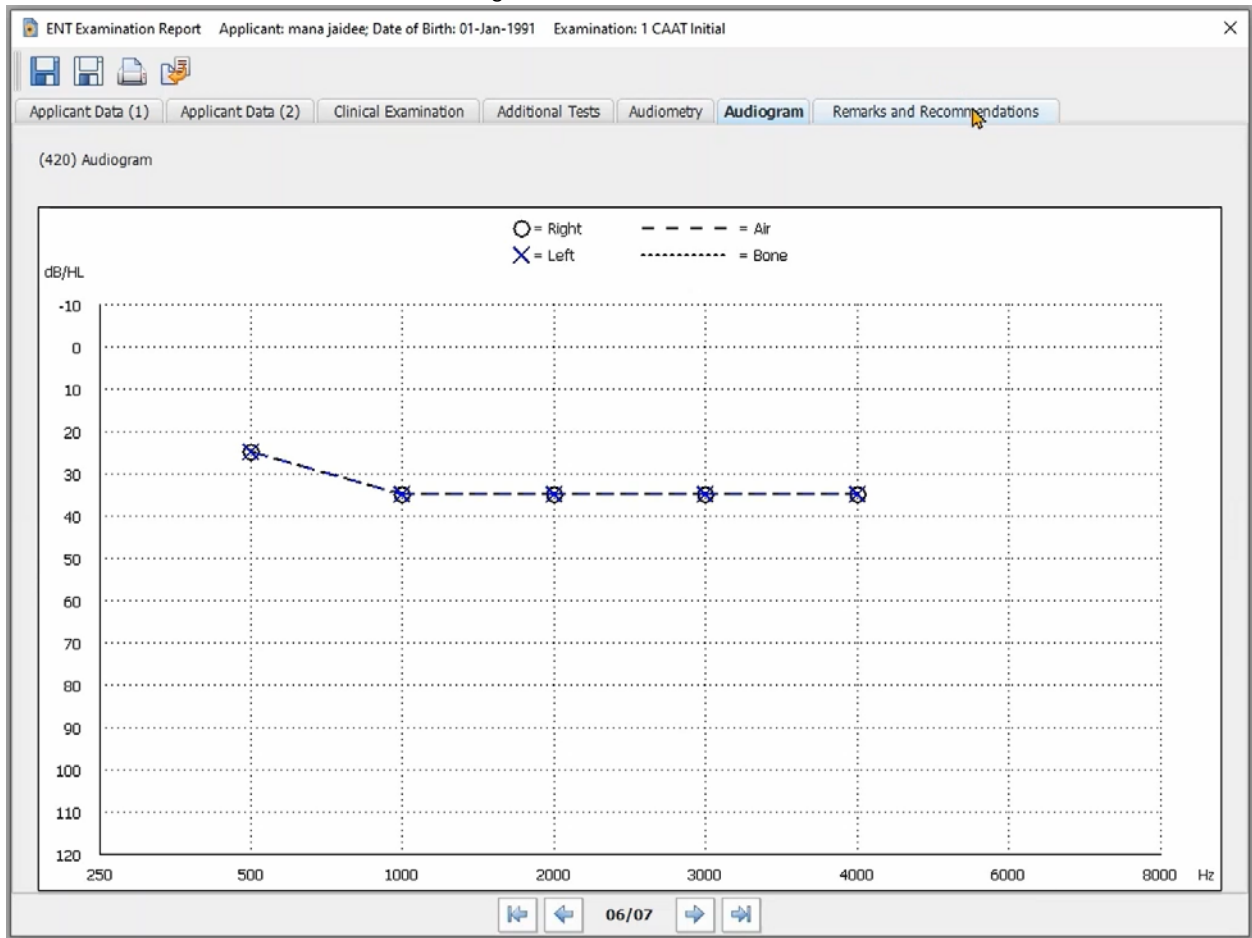 ENT Examination Report Applicant: mana jaidee; Date of Birth: 01-Jan-1991 Examination: 1 CAAT Initial
Applicant Data (1) Applicant Data (2) Clinical Examination Additional Tests Audiometry Audiogram Remarks and Recommendations
(420) Audiogram
= Right = Air
= Left = Bone
dB/HL
-10
0
10
20
30
40
50
60
70
80
90
100
110
120
250 500 1000 2000 3000 4000 6000 8000 Hz
06/07